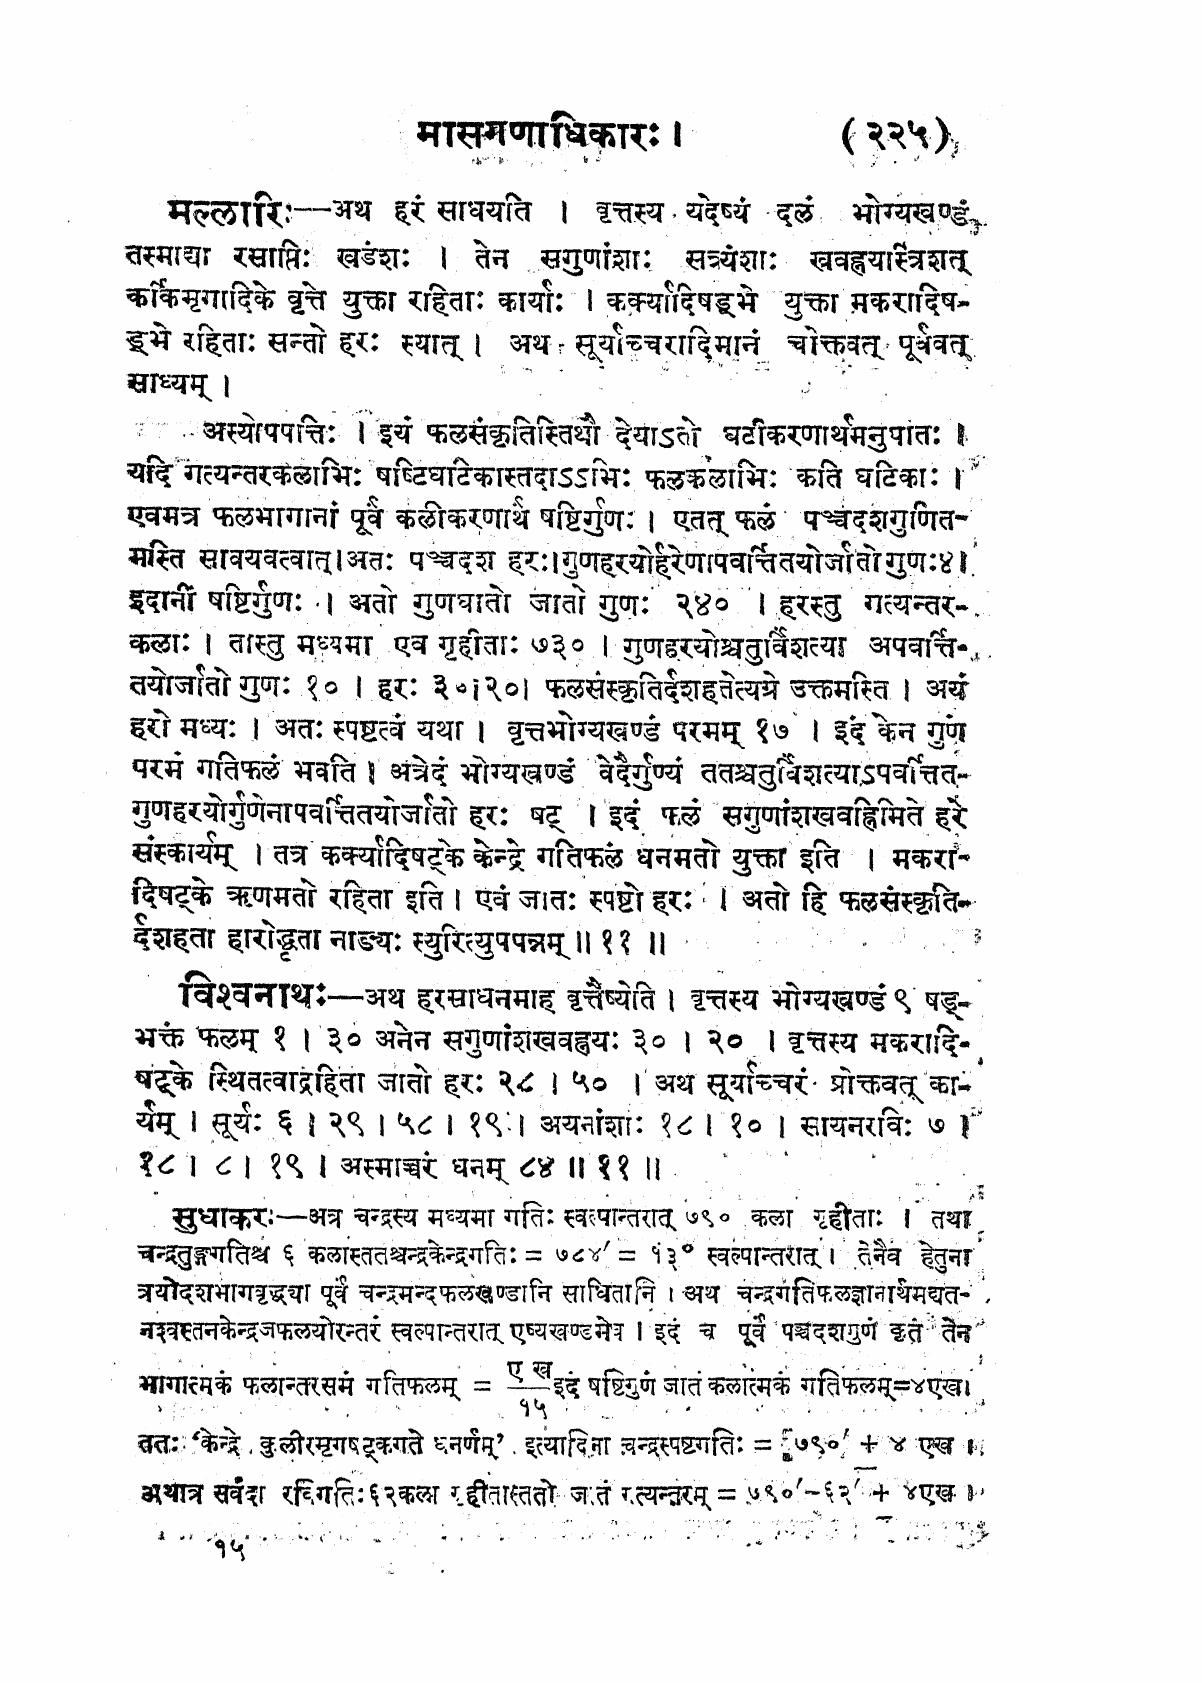 मासगणाधिकारः ।
(२२५)
मल्लारिः—अथ हरं साधयति । वृत्तस्य यदेष्यं दलं भोग्यखण्डं
तस्माद्या रसाप्तिः खडंशः । तेन सगुणांशाः सत्र्यंशाः खवह्नयास्त्रिंशत्
कर्किमृगादिके वृत्ते युक्ता राहिताः कार्याः । कर्क्यादिषड्भे युक्ता मकरादिष-
ड्भे रहिताः सन्तो हरः स्यात् । अथ सूर्याच्चरादिमानं चोक्तवत् पूर्ववत्
साध्यम् ।
अस्योपपत्तिः । इयं फलसंकृतिस्तिथौ देयाऽतो घटीकरणार्थमनुपातः ।
यदि गत्यन्तरकलाभिः षष्टिघटिकास्तदाऽऽभिः फलकलाभिः कति घटिकाः ।
एवमत्र फलभागानां पूर्वं कलीकरणार्थं षष्टिर्गुणः । एतत् फलं पञ्चदशगुणित-
मस्ति सावयवत्वात्।अतः पञ्चदश हरः।गुणहरयोर्हरेणापवर्त्तितयोर्जातो गुणः४।
इदानीं षष्टिर्गुणः । अतो गुणघातो जातो गुणः २४० । हरस्तु गत्यन्तर-
कलाः । तास्तु मध्यमा एव गृहीताः ७३० । गुणहरयोश्चतुर्विंशत्या अपवर्त्ति-
तयोर्जातो गुणः १० । हरः ३०।२०। फलसंस्कृतिर्दशहतेत्यग्रे उक्तमस्ति । अयं
हरो मध्यः । अतः स्पष्टत्वं यथा । वृत्तभोग्यखण्डं परमम् १७ । इदं केन गुणं
परमं गतिफलं भवति । अत्रेदं भोग्यखण्डं वेदैर्गुण्यं ततश्चतुर्विंशत्याऽपवर्त्तित-
गुणहरयोर्गुणेनापवर्त्तितयोर्जातो हरः षट् । इदं फलं सगुणांशखवह्निमिते हरे
संस्कार्यम् । तत्र कर्क्यादिषट्के केन्द्रे गतिफलं धनमतो युक्ता इति । मकरा-
दिषट्के ऋणमतो रहिता इति । एवं जातः स्पष्टो हरः । अतो हि फलसंस्कृति-
र्दशहता हारोद्धृता नाड्यः स्युरित्युपपन्नम् ॥ ११ ॥
विश्वनाथः—अथ हरसाधनमाह वृत्तैष्येति । वृत्तस्य भोग्यखण्डं ९ षड्-
भक्तं फलम् १ । ३० अनेन सगुणांशखवह्नयः ३० । २० । वृत्तस्य मकरादि-
षट्के स्थितत्वाद्रहिता जातो हरः २८ । ५० । अथ सूर्याच्चरं प्रोक्तवत् का-
र्यम् । सूर्यः ६ । २९ । ५८ । १९ । अयनांशाः १८ । १० । सायनरविः ७ ।
१८ । ८ । १९ । अस्माच्चरं धनम् ८४ ॥ ११ ॥
सुधाकरः—अत्र चन्द्रस्य मध्यमा गतिः स्वल्पान्तरात् ७९० कला गृहीताः । तथा
चन्द्रतुङ्गगतिश्च ६ कलास्ततश्चन्द्रकेन्द्रगतिः = ७८४′ = १३° स्वल्पान्तरात् । तेनैव हेतुना
त्रयोदशभागवृद्ध्या पूर्वं चन्द्रमन्दफलखण्डानि साधितानि । अथ चन्द्रगतिफलज्ञानार्थमद्यत-
नश्वस्तनकेन्द्रजफलयोरन्तरं स्वल्पान्तरात् एष्यखण्डमेव । इदं च पूर्वं पञ्चदशगुणं कृतं तेन
भागात्मकं फलान्तरसमं गतिफलम् = ए ख/१५ इदं षष्टिगुणं जातं कलात्मकं गतिफलम्=४एख।
ततः ‘केन्द्रे कुलीरमृगषट्कगते धनर्णम्’ इत्यादिना चन्द्रस्पष्टगतिः = ७९०′ ± ४ एख ।
अथात्र सर्वदा रविगतिः६२कला गृहीतास्ततो जातं गत्यन्तरम् = ७९०′–६२′ ± ४एख ।
१५